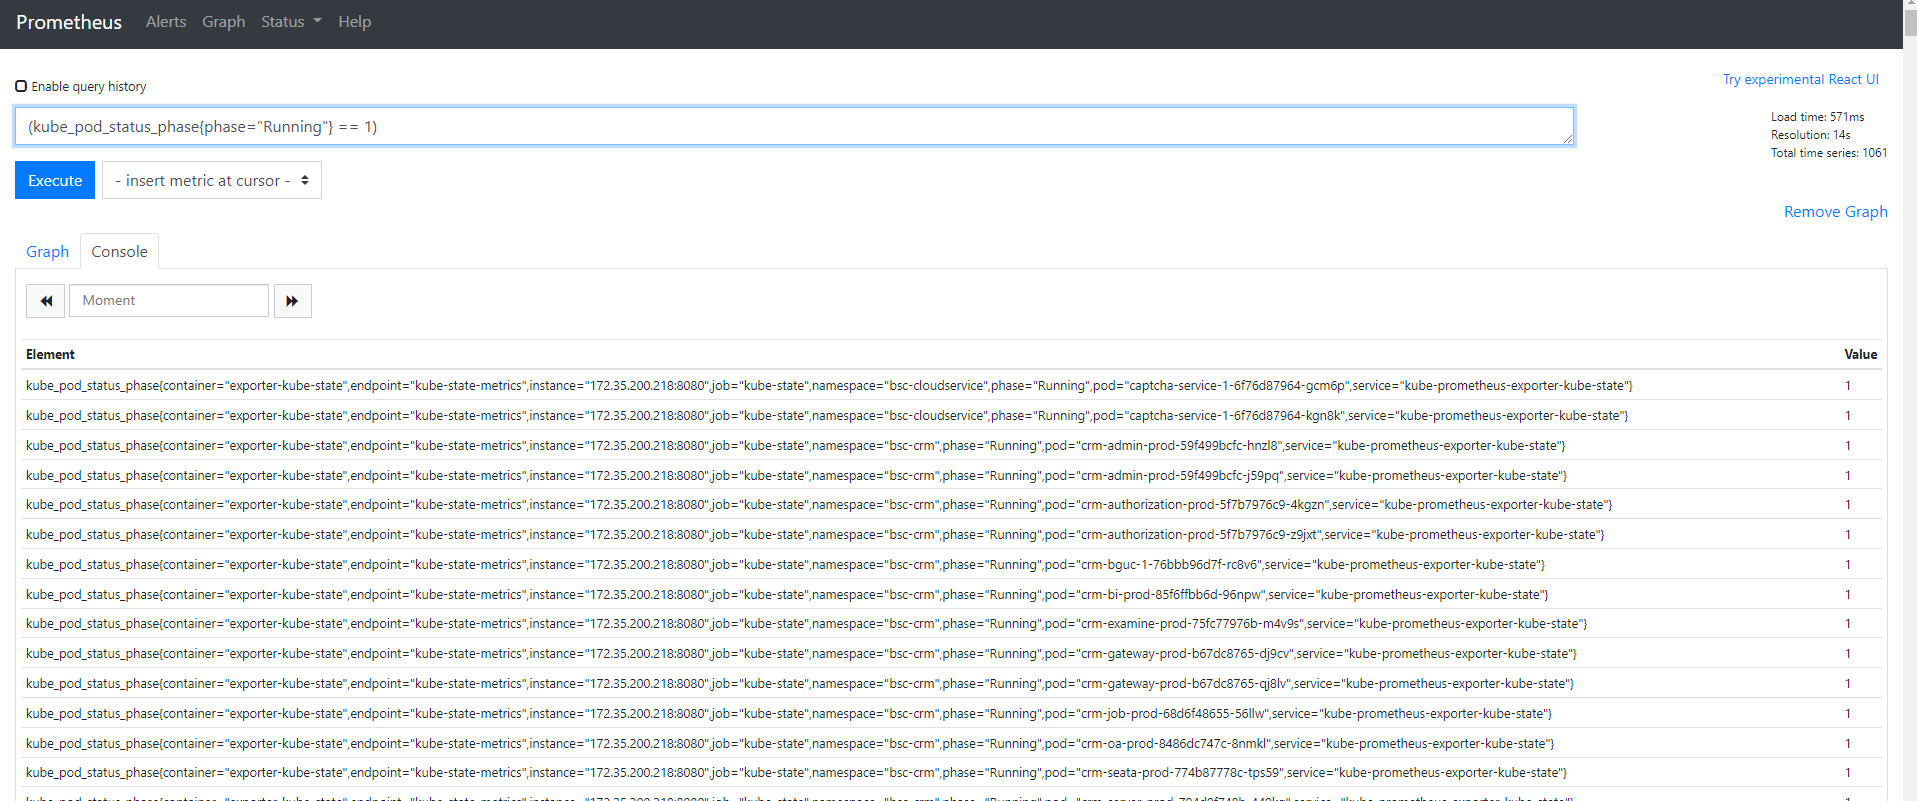 Prometheus Alerts Graph Status Help
Enable query history
Try experimental React UI
(kube_pod_status_phase{phase="Running"} == 1)
Load time: 571ms
Resolution: 14s
Total time series: 1061
Execute - insert metric at cursor -
Remove Graph
Graph Console
Moment
Element Value
kube_pod_status_phase{container="exporter-kube-state",endpoint="kube-state-metrics",instance="172.35.200.218:8080",job="kube-state",namespace="bsc-cloudservice",phase="Running",pod="captcha-service-1-6f76d87964-gcm6p",service="kube-prometheus-exporter-kube-state"} 1
kube_pod_status_phase{container="exporter-kube-state",endpoint="kube-state-metrics",instance="172.35.200.218:8080",job="kube-state",namespace="bsc-cloudservice",phase="Running",pod="captcha-service-1-6f76d87964-kgn8k",service="kube-prometheus-exporter-kube-state"} 1
kube_pod_status_phase{container="exporter-kube-state",endpoint="kube-state-metrics",instance="172.35.200.218:8080",job="kube-state",namespace="bsc-crm",phase="Running",pod="crm-admin-prod-59f499bcfc-hnzl8",service="kube-prometheus-exporter-kube-state"} 1
kube_pod_status_phase{container="exporter-kube-state",endpoint="kube-state-metrics",instance="172.35.200.218:8080",job="kube-state",namespace="bsc-crm",phase="Running",pod="crm-admin-prod-59f499bcfc-j59pq",service="kube-prometheus-exporter-kube-state"} 1
kube_pod_status_phase{container="exporter-kube-state",endpoint="kube-state-metrics",instance="172.35.200.218:8080",job="kube-state",namespace="bsc-crm",phase="Running",pod="crm-authorization-prod-5f7b7976c9-4kgzn",service="kube-prometheus-exporter-kube-state"} 1
kube_pod_status_phase{container="exporter-kube-state",endpoint="kube-state-metrics",instance="172.35.200.218:8080",job="kube-state",namespace="bsc-crm",phase="Running",pod="crm-authorization-prod-5f7b7976c9-z9jxt",service="kube-prometheus-exporter-kube-state"} 1
kube_pod_status_phase{container="exporter-kube-state",endpoint="kube-state-metrics",instance="172.35.200.218:8080",job="kube-state",namespace="bsc-crm",phase="Running",pod="crm-bguc-1-76bbb96d7f-rc8v6",service="kube-prometheus-exporter-kube-state"} 1
kube_pod_status_phase{container="exporter-kube-state",endpoint="kube-state-metrics",instance="172.35.200.218:8080",job="kube-state",namespace="bsc-crm",phase="Running",pod="crm-bi-prod-85f6ffbb6d-96npw",service="kube-prometheus-exporter-kube-state"} 1
kube_pod_status_phase{container="exporter-kube-state",endpoint="kube-state-metrics",instance="172.35.200.218:8080",job="kube-state",namespace="bsc-crm",phase="Running",pod="crm-examine-prod-75fc77976b-m4v9s",service="kube-prometheus-exporter-kube-state"} 1
kube_pod_status_phase{container="exporter-kube-state",endpoint="kube-state-metrics",instance="172.35.200.218:8080",job="kube-state",namespace="bsc-crm",phase="Running",pod="crm-gateway-prod-b67dc8765-dj9cv",service="kube-prometheus-exporter-kube-state"} 1
kube_pod_status_phase{container="exporter-kube-state",endpoint="kube-state-metrics",instance="172.35.200.218:8080",job="kube-state",namespace="bsc-crm",phase="Running",pod="crm-gateway-prod-b67dc8765-qj8lv",service="kube-prometheus-exporter-kube-state"} 1
kube_pod_status_phase{container="exporter-kube-state",endpoint="kube-state-metrics",instance="172.35.200.218:8080",job="kube-state",namespace="bsc-crm",phase="Running",pod="crm-job-prod-68d6f48655-56llw",service="kube-prometheus-exporter-kube-state"} 1
kube_pod_status_phase{container="exporter-kube-state",endpoint="kube-state-metrics",instance="172.35.200.218:8080",job="kube-state",namespace="bsc-crm",phase="Running",pod="crm-oa-prod-8486dc747c-8nmkl",service="kube-prometheus-exporter-kube-state"} 1
kube_pod_status_phase{container="exporter-kube-state",endpoint="kube-state-metrics",instance="172.35.200.218:8080",job="kube-state",namespace="bsc-crm",phase="Running",pod="crm-seata-prod-774b87778c-tps59",service="kube-prometheus-exporter-kube-state"} 1